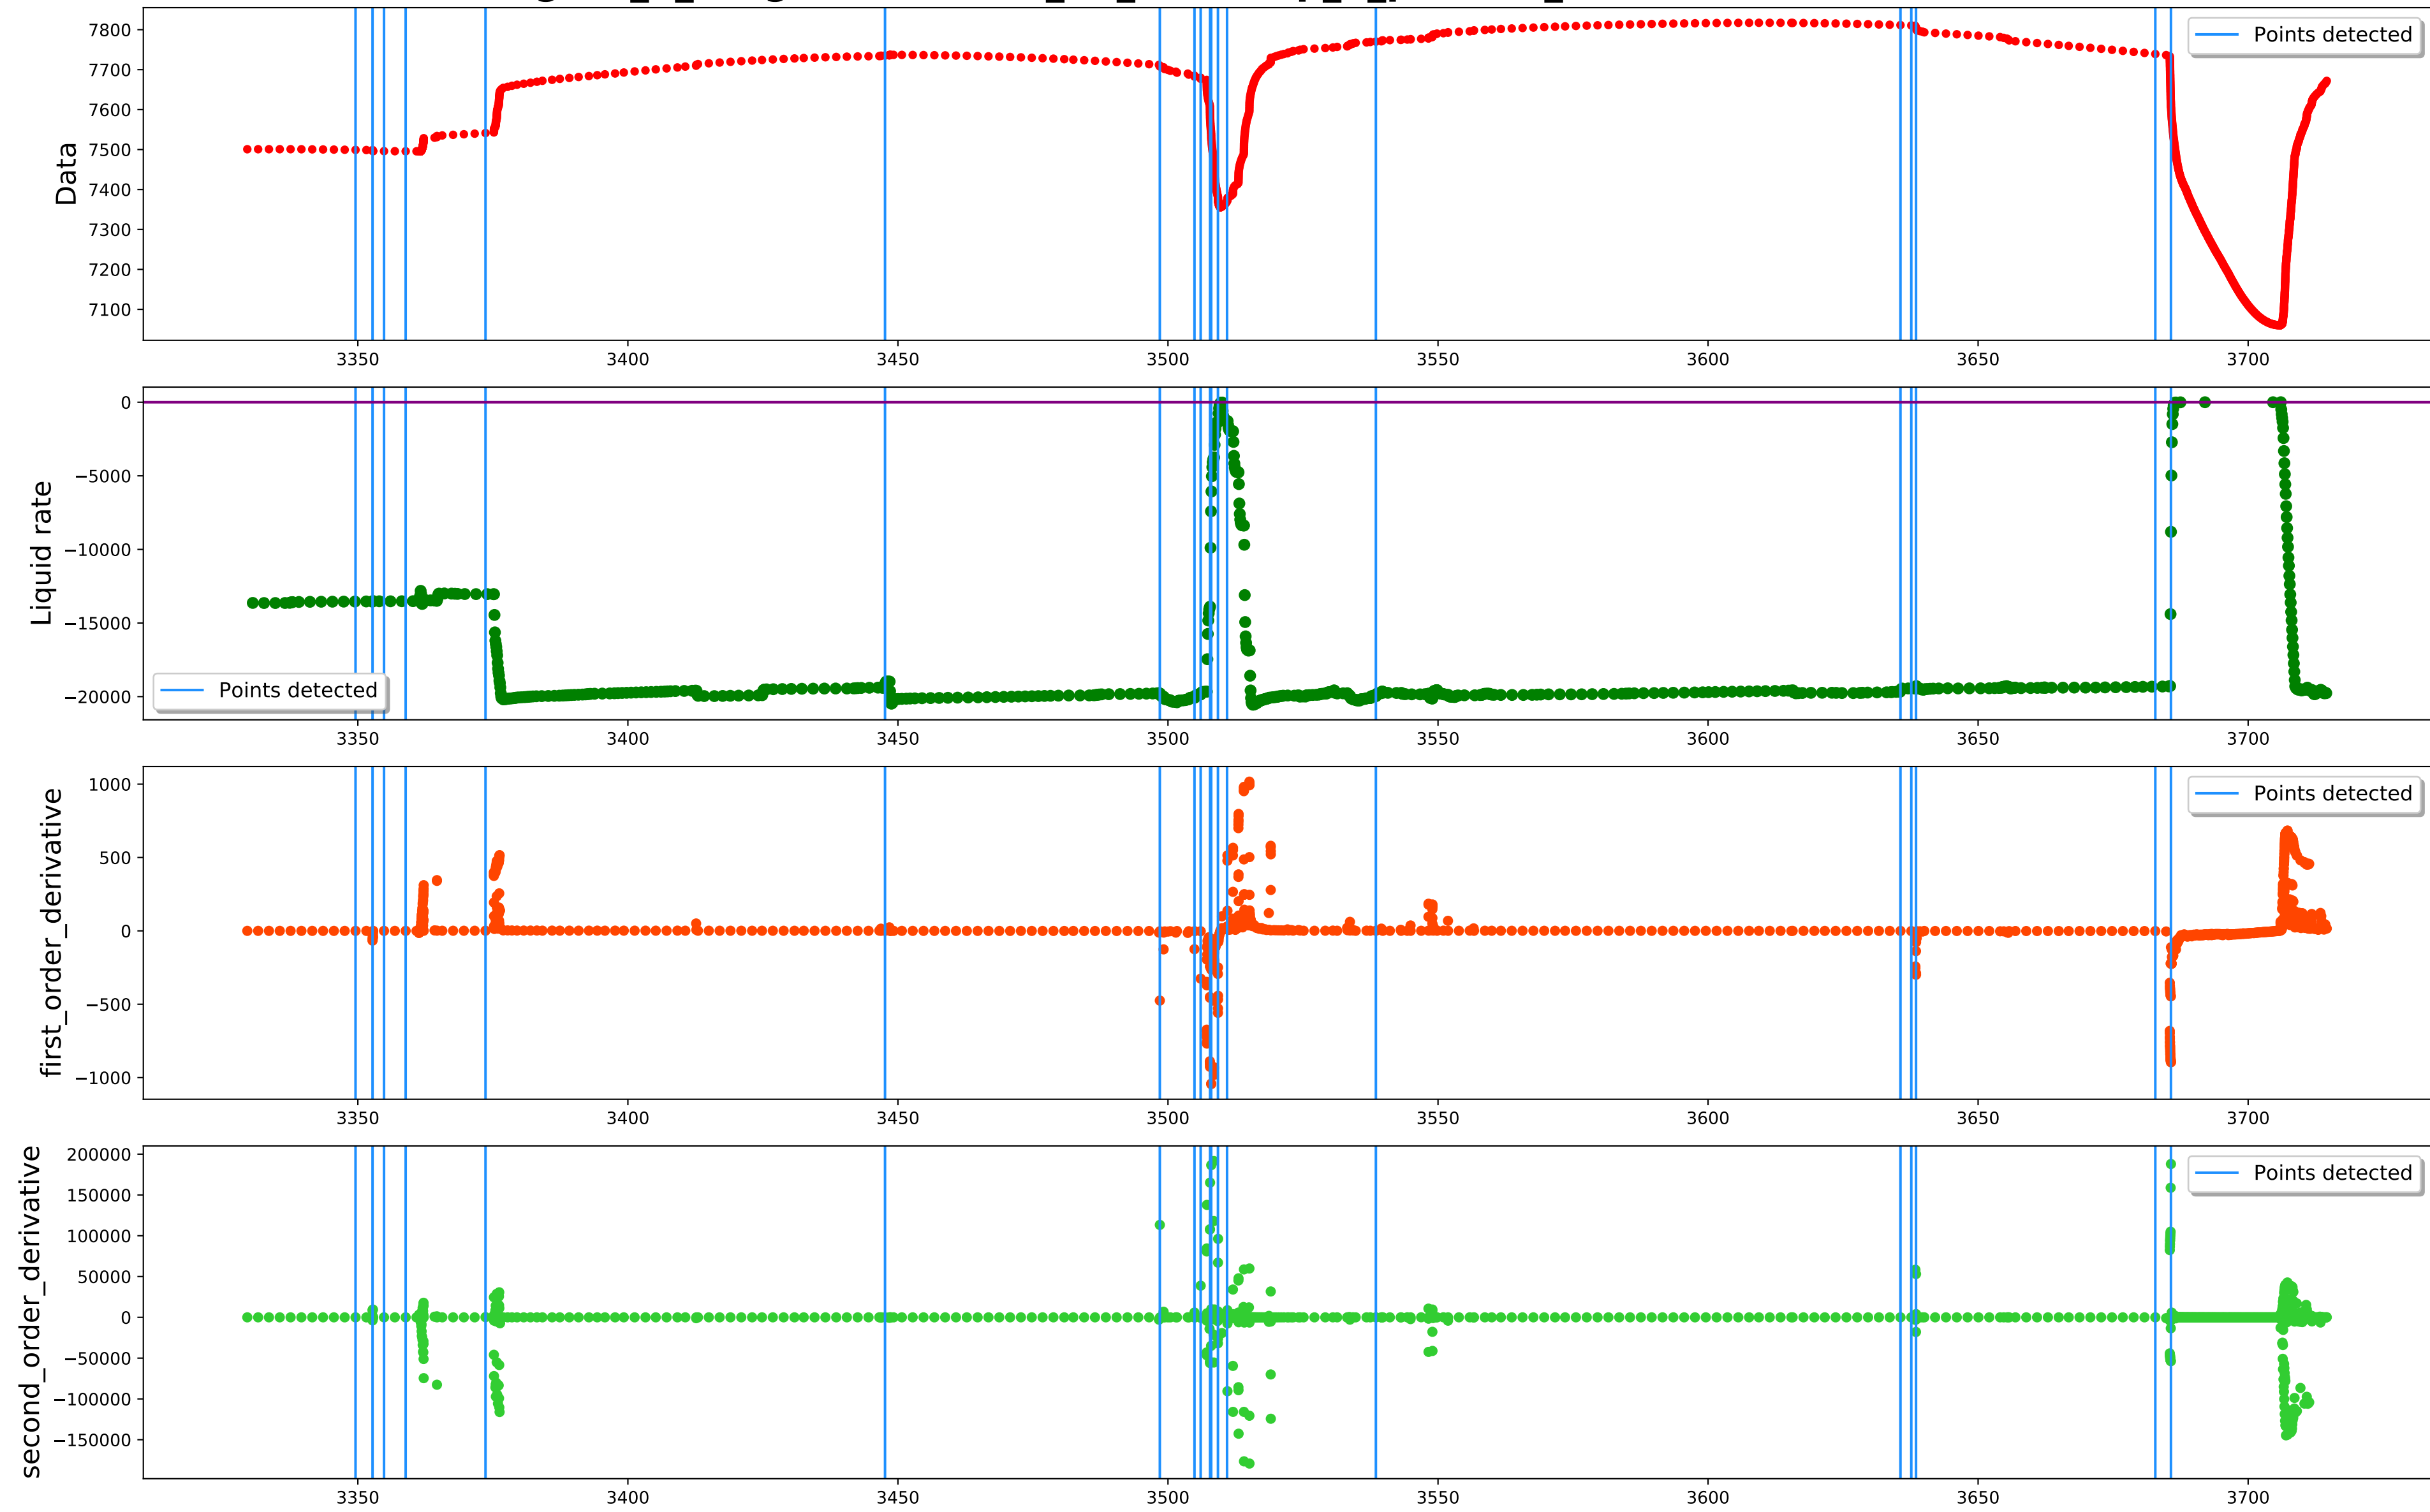 7800
7700
7600
7500
7400
7300
7200
7100
Data
Points detected
3350 3400 3450 3500 3550 3600 3650 3700
0
−5000
−10000
−15000
−20000
Liquid rate
Points detected
3350 3400 3450 3500 3550 3600 3650 3700
1000
500
0
−500
−1000
first_order_derivative
Points detected
3350 3400 3450 3500 3550 3600 3650 3700
200000
150000
100000
50000
0
−50000
−100000
−150000
second_order_derivative
Points detected
3350 3400 3450 3500 3550 3600 3650 3700